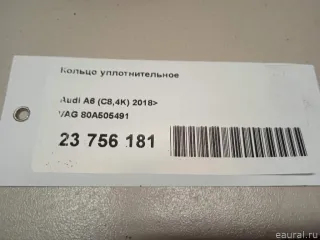 Кольцо уплотнительное
Audi A6 (C8,4K) 2018>
VAG 80A505491
23 756 181
eaural.ru